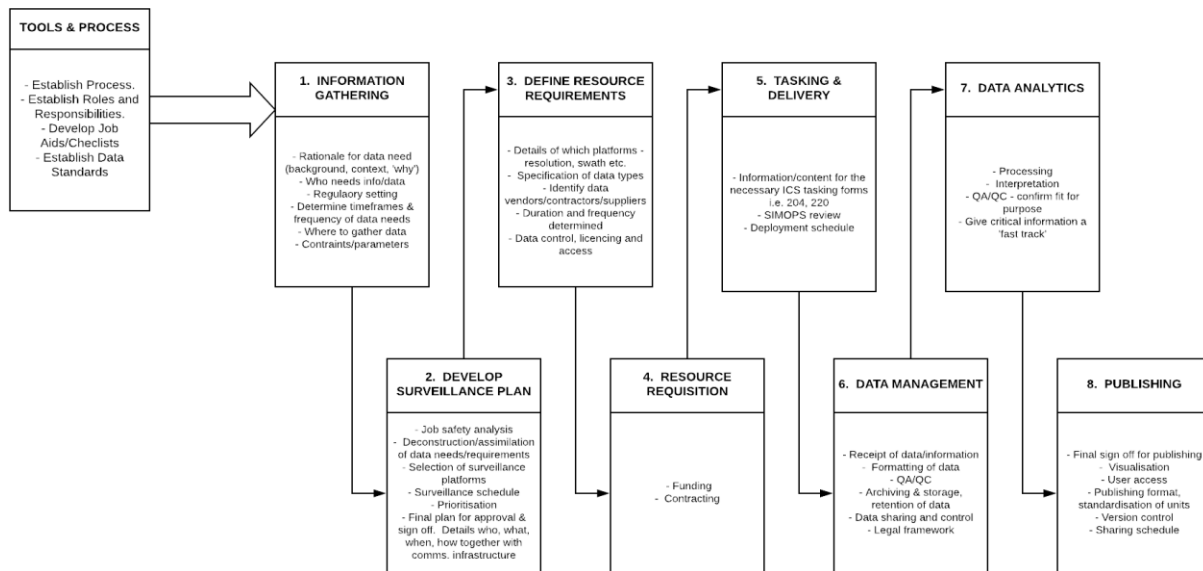 TOOLS & PROCESS
- Establish Process.
- Establish Roles and
Responsibilities.
- Develop Job
Aids/Checlists
- Establish Data
Standards
1. INFORMATION
GATHERING
- Rationale for data need
(background, context, 'why')
- Who needs info/data
- Regulaory setting
- Determine timeframes &
frequency of data needs
- Where to gather data
- Contraints/parameters
2. DEVELOP
SURVEILLANCE PLAN
- Job safety analysis
- Deconstruction/assimilation
of data needs/requirements
- Selection of surveillance
platforms
- Surveillance schedule
- Prioritisation
- Final plan for approval &
sign off. Details who, what,
when, how together with
comms. infrastructure
3. DEFINE RESOURCE
REQUIREMENTS
- Details of which platforms -
resolution, swath etc.
- Specification of data types
- Identify data
vendors/contractors/suppliers
- Duration and frequency
determined
- Data control, licencing and
access
4. RESOURCE
REQUISITION
- Funding
- Contracting
5. TASKING &
DELIVERY
- Information/content for the
necessary ICS tasking forms
i.e. 204, 220
- SIMOPS review
- Deployment schedule
6. DATA MANAGEMENT
- Receipt of data/information
- Formatting of data
- QA/QC
- Archiving & storage,
retention of data
- Data sharing and control
- Legal framework
7. DATA ANALYTICS
- Processing
- Interpretation
- QA/QC - confirm fit for
purpose
- Give critical information a
'fast track'
8. PUBLISHING
- Final sign off for publishing
- Visualisation
- User access
- Publishing format,
standardisation of units
- Version control
- Sharing schedule